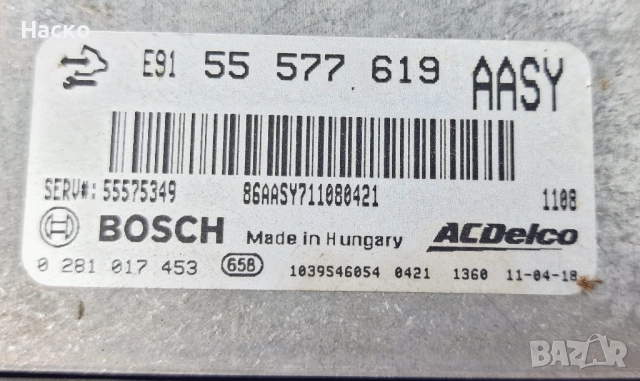 Наско
E91 55 577 619 AASY
SERV#: 55575349 86AASY711080421 1108
BOSCH Made in Hungary ACDelco
0 281 017 453 658 1039S46054 0421 1360 11-04-18
BAZAR